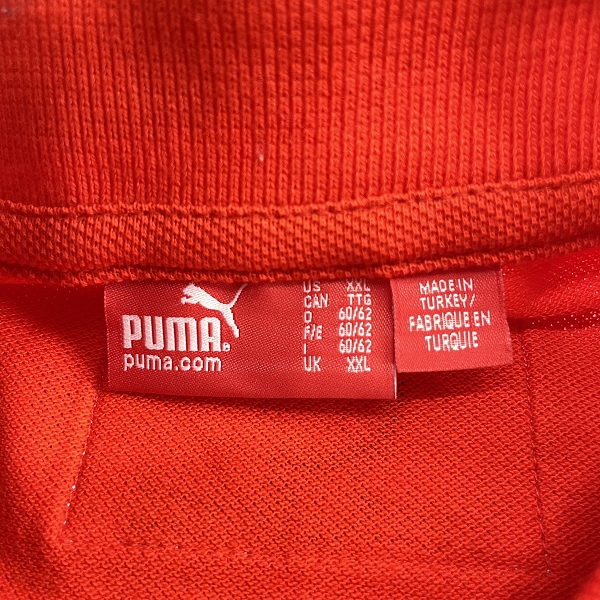 PUMA®
puma.com
US XXL
CAN TTG
D 60/62
F/E 60/62
I 60/62
UK XXL
MADE IN
TURKEY/
FABRIQUE EN
TURQUIE